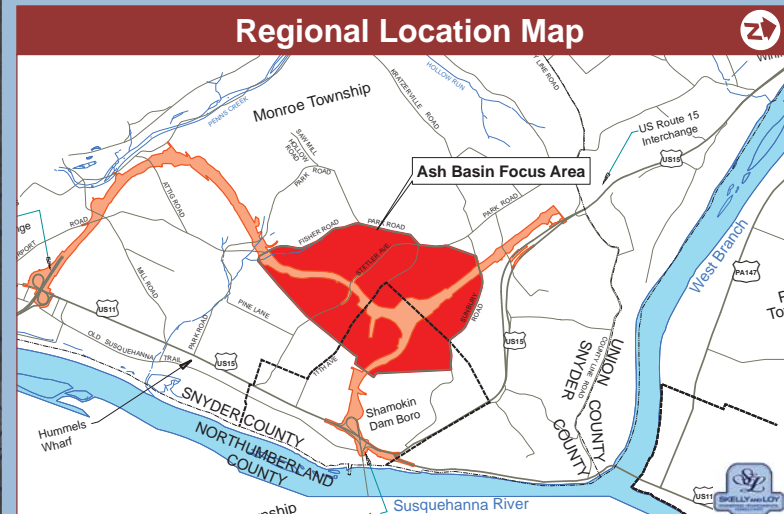 Regional Location Map
Z
Monroe Township
PENNS CREEK
HOLLOW RUN
KRATZERVILLE ROAD
LINE ROAD
US Route 15
Interchange
US15
SAW MILL
HOLLOW
ROAD
PARK ROAD
Ash Basin Focus Area
ATTIG ROAD
ROAD
FISHER ROAD
PARK ROAD
PARK ROAD
STETLER AVE
West Branch
PA147
MILL ROAD
US11
PINE LANE
SUNBURY
ROAD
OLD SUSQUEHANNA TRAIL
PARK ROAD
US15
11TH AVE
US15
UNION COUNTY
COUNTY LINE ROAD
SNYDER COUNTY
Hummels
Wharf
SNYDER COUNTY
NORTHUMBERLAND
COUNTY
Shamokin
Dam Boro
Susquehanna River
US11
SKELLY AND LOY